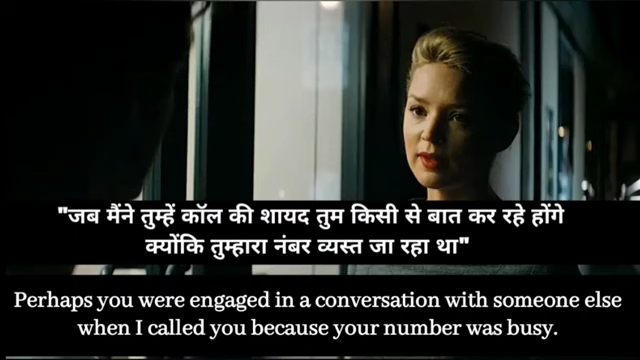 "जब मैंने तुम्हें कॉल की शायद तुम किसी से बात कर रहे होंगे
क्योंकि तुम्हारा नंबर व्यस्त जा रहा था"
Perhaps you were engaged in a conversation with someone else
when I called you because your number was busy.